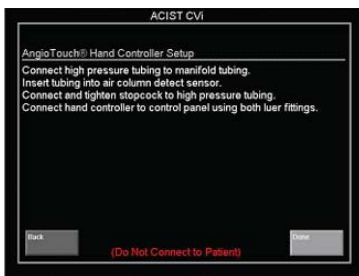 ACIST CVi
AngioTouch® Hand Controller Setup
Connect high pressure tubing to manifold tubing.
Insert tubing into air column detect sensor.
Connect and tighten stopcock to high pressure tubing.
Connect hand controller to control panel using both luer fittings.
Back
Done
(Do Not Connect to Patient)